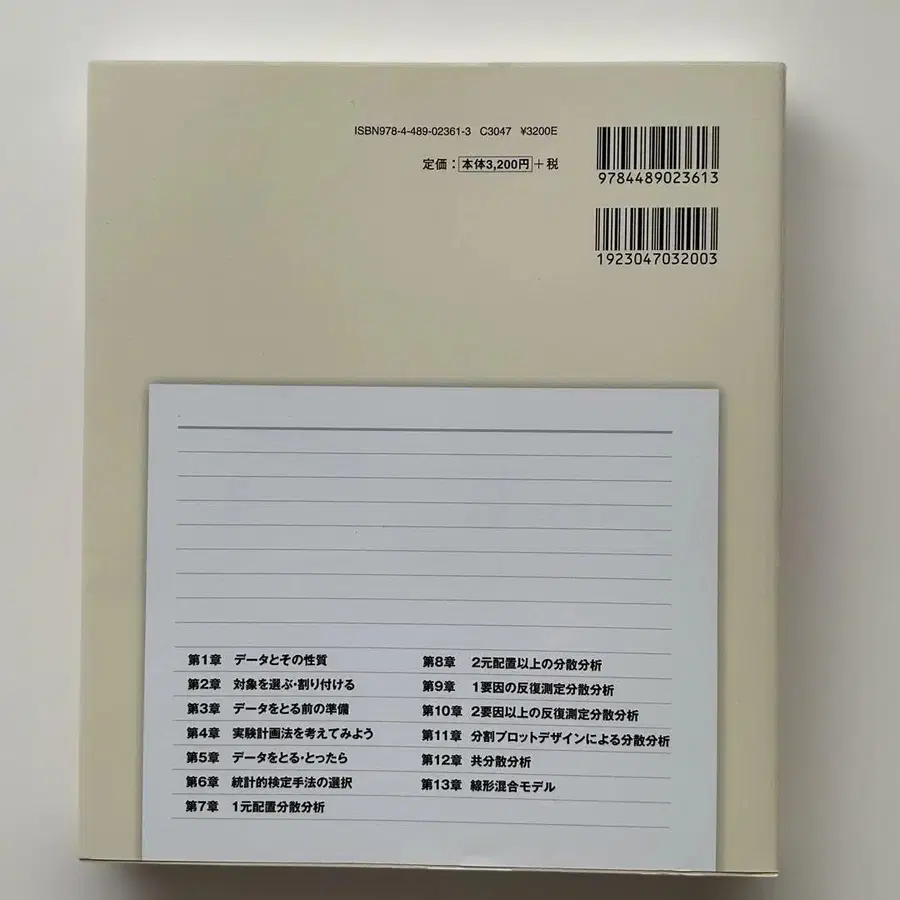 ISBN978-4-489-02361-3 C3047 ¥3200E
定価：本体3,200円＋税
9784489023613
1923047032003
第1章 データとその性質
第2章 対象を選ぶ・割り付ける
第3章 データをとる前の準備
第4章 実験計画法を考えてみよう
第5章 データをとる・とったら
第6章 統計的検定手法の選択
第7章 1元配置分散分析
第8章 2元配置以上の分散分析
第9章 1要因の反復測定分散分析
第10章 2要因以上の反復測定分散分析
第11章 分割プロットデザインによる分散分析
第12章 共分散分析
第13章 線形混合モデル